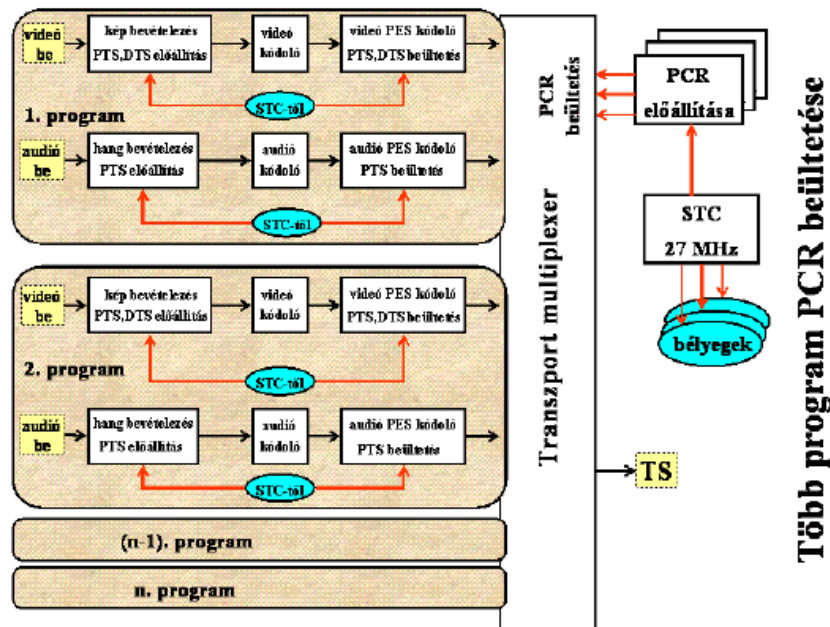 videó
be
kép bevételezés
PTS,DTS előállítás
videó
kódoló
videó PES kódoló
PTS,DTS beültetés
STC-től
1. program
audió
be
hang bevételezés
PTS előállítás
audió
kódoló
audió PES kódoló
PTS beültetés
STC-től
videó
be
kép bevételezés
PTS,DTS előállítás
videó
kódoló
videó PES kódoló
PTS,DTS beültetés
STC-től
2. program
audió
be
hang bevételezés
PTS előállítás
audió
kódoló
audió PES kódoló
PTS beültetés
STC-től
(n-1). program
n. program
Transzport multiplexer
PCR
beültetés
PCR
előállítása
STC
27 MHz
bélyegek
TS
Több program PCR beültetése